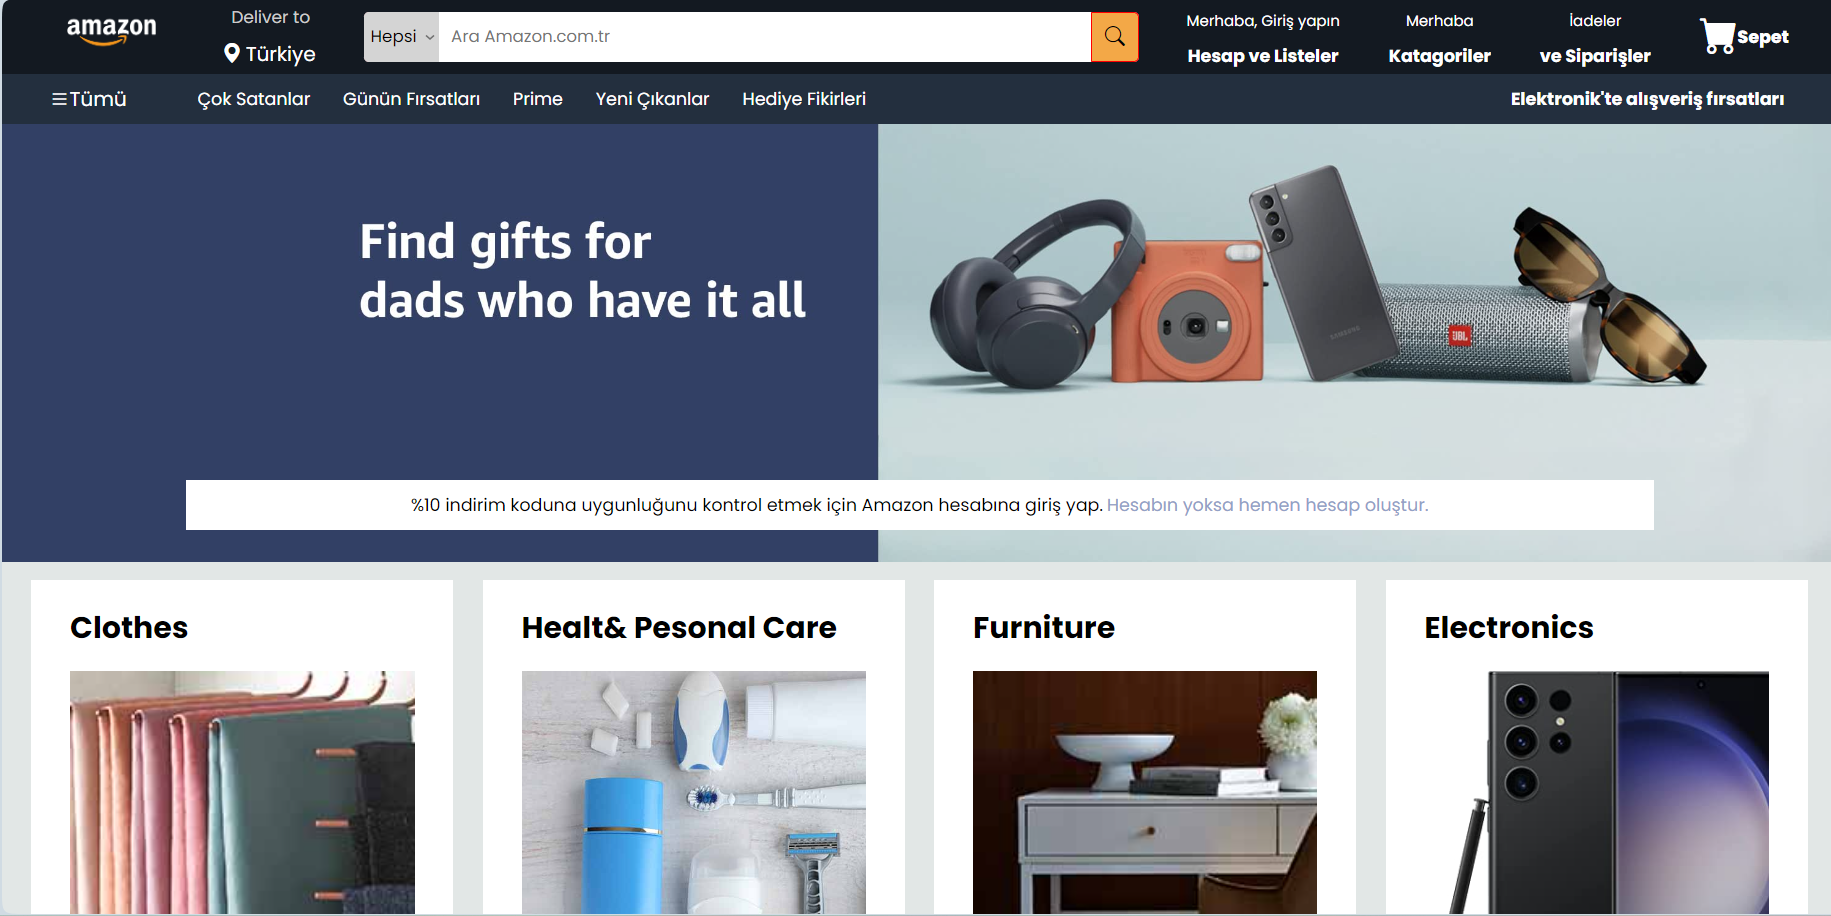 amazon
Deliver to
Türkiye
Hepsi
Ara Amazon.com.tr
Merhaba, Giriş yapın
Hesap ve Listeler
Merhaba
Katagoriler
İadeler
ve Siparişler
Sepet
Tümü
Çok Satanlar
Günün Fırsatları
Prime
Yeni Çıkanlar
Hediye Fikirleri
Elektronik'te alışveriş fırsatları
Find gifts for
dads who have it all
SAMSUNG
JBL
%10 indirim koduna uygunluğunu kontrol etmek için Amazon hesabına giriş yap. Hesabın yoksa hemen hesap oluştur.
Clothes
Healt& Pesonal Care
Furniture
Electronics